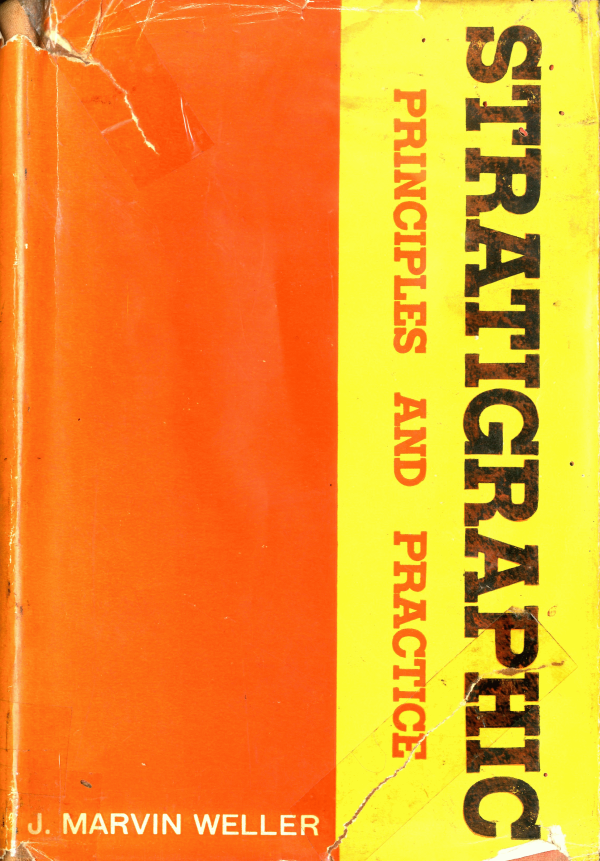 STRATIGRAPHIC
PRINCIPLES AND PRACTICE
J. MARVIN WELLER